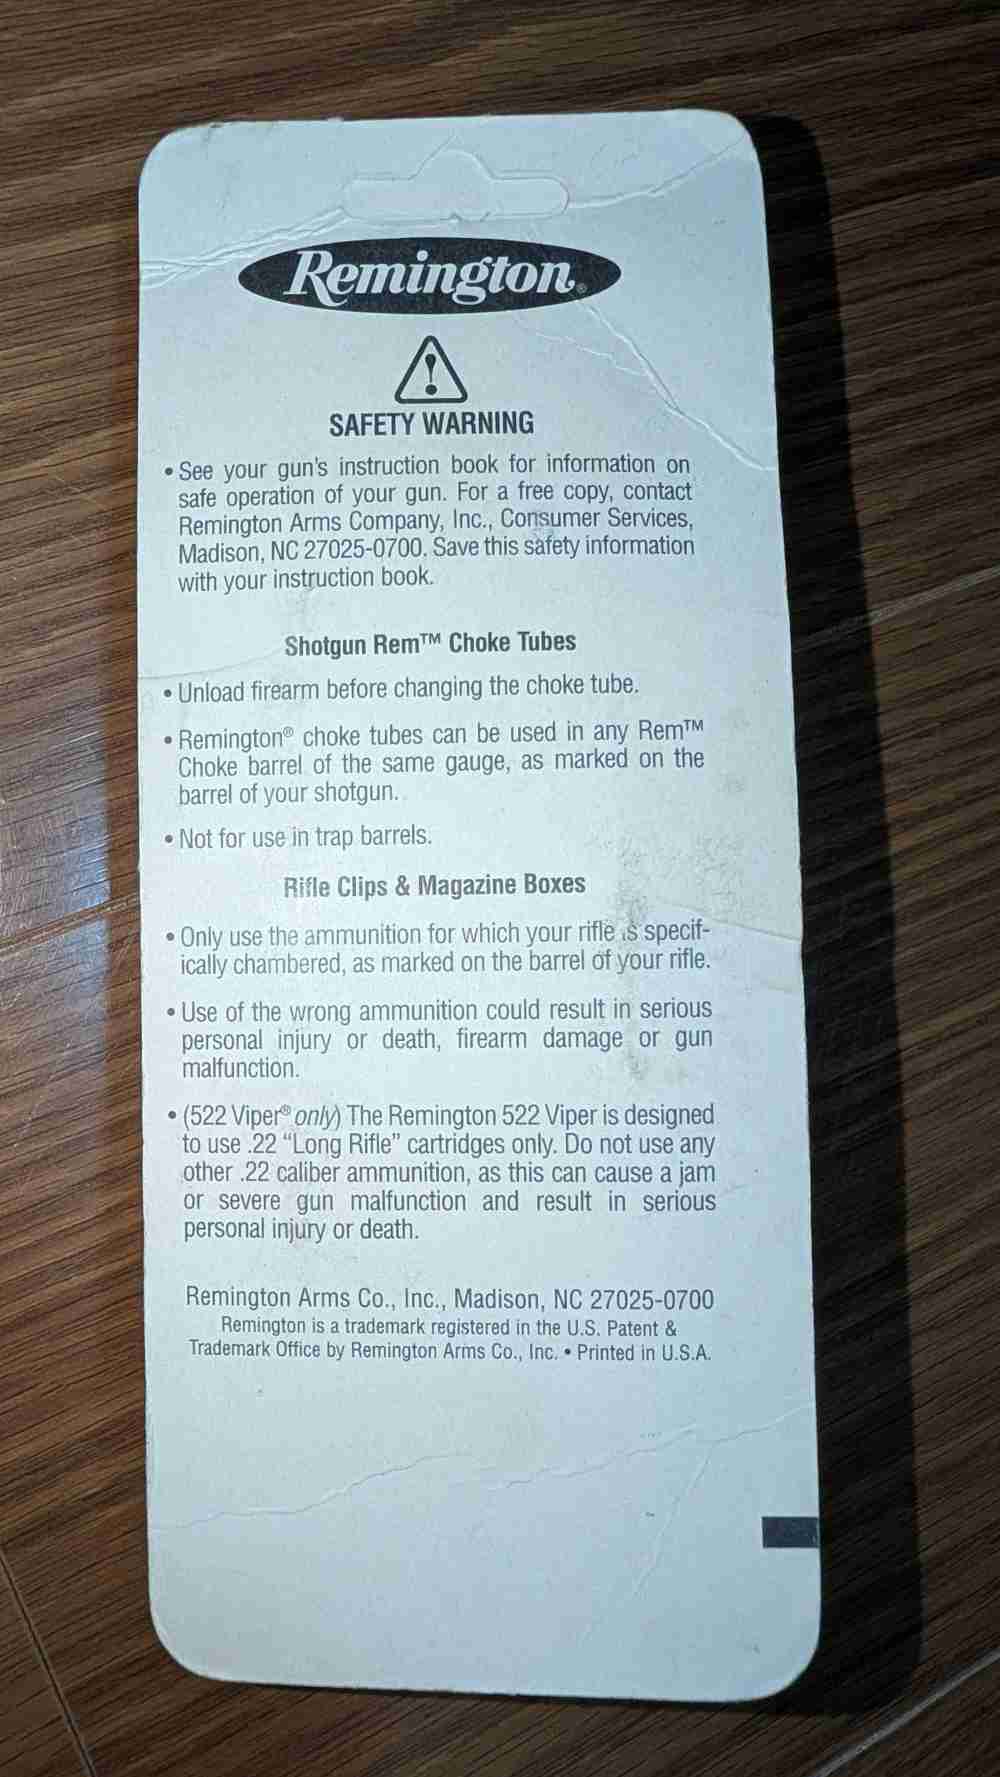 Remington®
SAFETY WARNING
• See your gun's instruction book for information on
safe operation of your gun. For a free copy, contact
Remington Arms Company, Inc., Consumer Services,
Madison, NC 27025-0700. Save this safety information
with your instruction book.
Shotgun Rem™ Choke Tubes
• Unload firearm before changing the choke tube.
• Remington® choke tubes can be used in any Rem™
Choke barrel of the same gauge, as marked on the
barrel of your shotgun.
• Not for use in trap barrels.
Rifle Clips & Magazine Boxes
• Only use the ammunition for which your rifle is specif-
ically chambered, as marked on the barrel of your rifle.
• Use of the wrong ammunition could result in serious
personal injury or death, firearm damage or gun
malfunction.
• (522 Viper® only) The Remington 522 Viper is designed
to use .22 "Long Rifle" cartridges only. Do not use any
other .22 caliber ammunition, as this can cause a jam
or severe gun malfunction and result in serious
personal injury or death.
Remington Arms Co., Inc., Madison, NC 27025-0700
Remington is a trademark registered in the U.S. Patent &
Trademark Office by Remington Arms Co., Inc. • Printed in U.S.A.